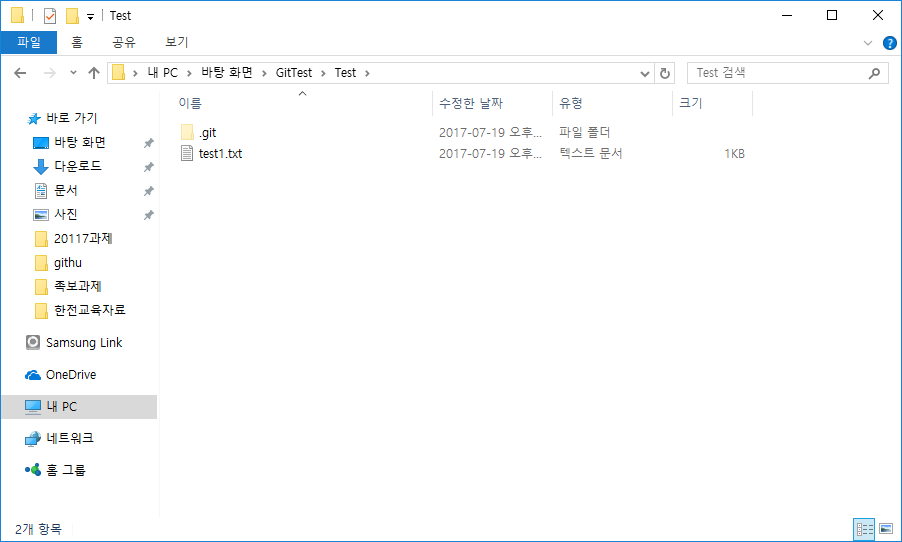 Test
파일 홈 공유 보기
내 PC 바탕 화면 GitTest Test Test 검색
이름 수정한 날짜 유형 크기
.git 2017-07-19 오후... 파일 폴더
test1.txt 2017-07-19 오후... 텍스트 문서 1KB
바로 가기
바탕 화면
다운로드
문서
사진
20117과제
githu
족보과제
한전교육자료
Samsung Link
OneDrive
내 PC
네트워크
홈 그룹
2개 항목